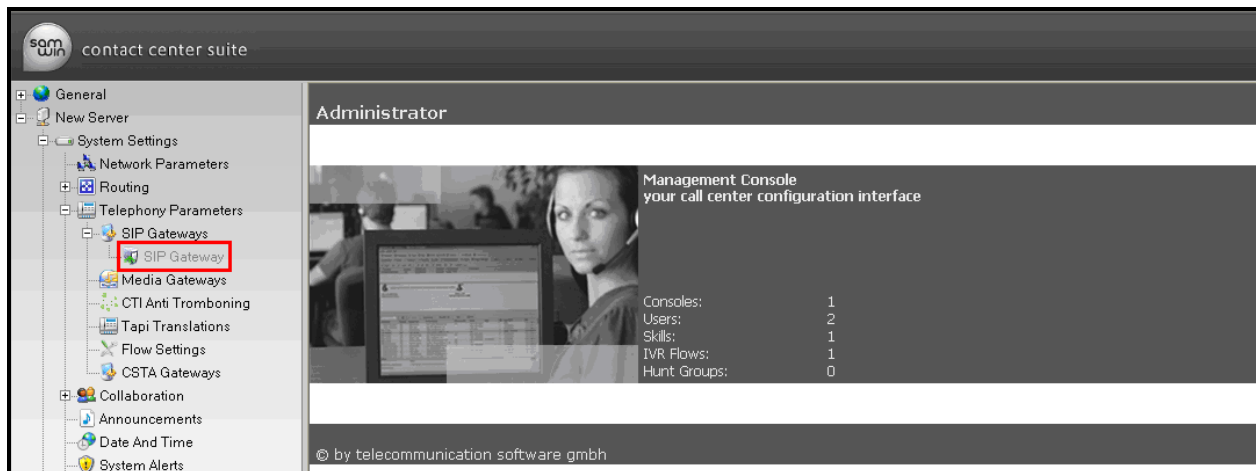 sam
win
contact center suite
General
New Server
System Settings
Network Parameters
Routing
Telephony Parameters
SIP Gateways
SIP Gateway
Media Gateways
CTI Anti Tromboning
Tapi Translations
Flow Settings
CSTA Gateways
Collaboration
Announcements
Date And Time
System Alerts
Administrator
Management Console
your call center configuration interface
Consoles: 1
Users: 2
Skills: 1
IVR Flows: 1
Hunt Groups: 0
© by telecommunication software gmbh